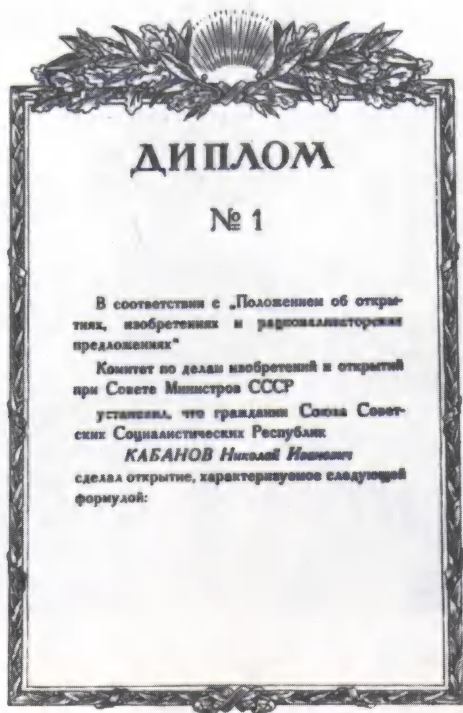 ДИПЛОМ
№ 1
В соответствии с „Положением об откры-
тиях, изобретениях и рационализаторских
предложениях“
Комитет по делам изобретений и открытий
при Совете Министров СССР
установил, что гражданин Союза Совет-
ских Социалистических Республик
КАБАНОВ Николай Иванович
сделал открытие, характеризуемое следующей
формулой: